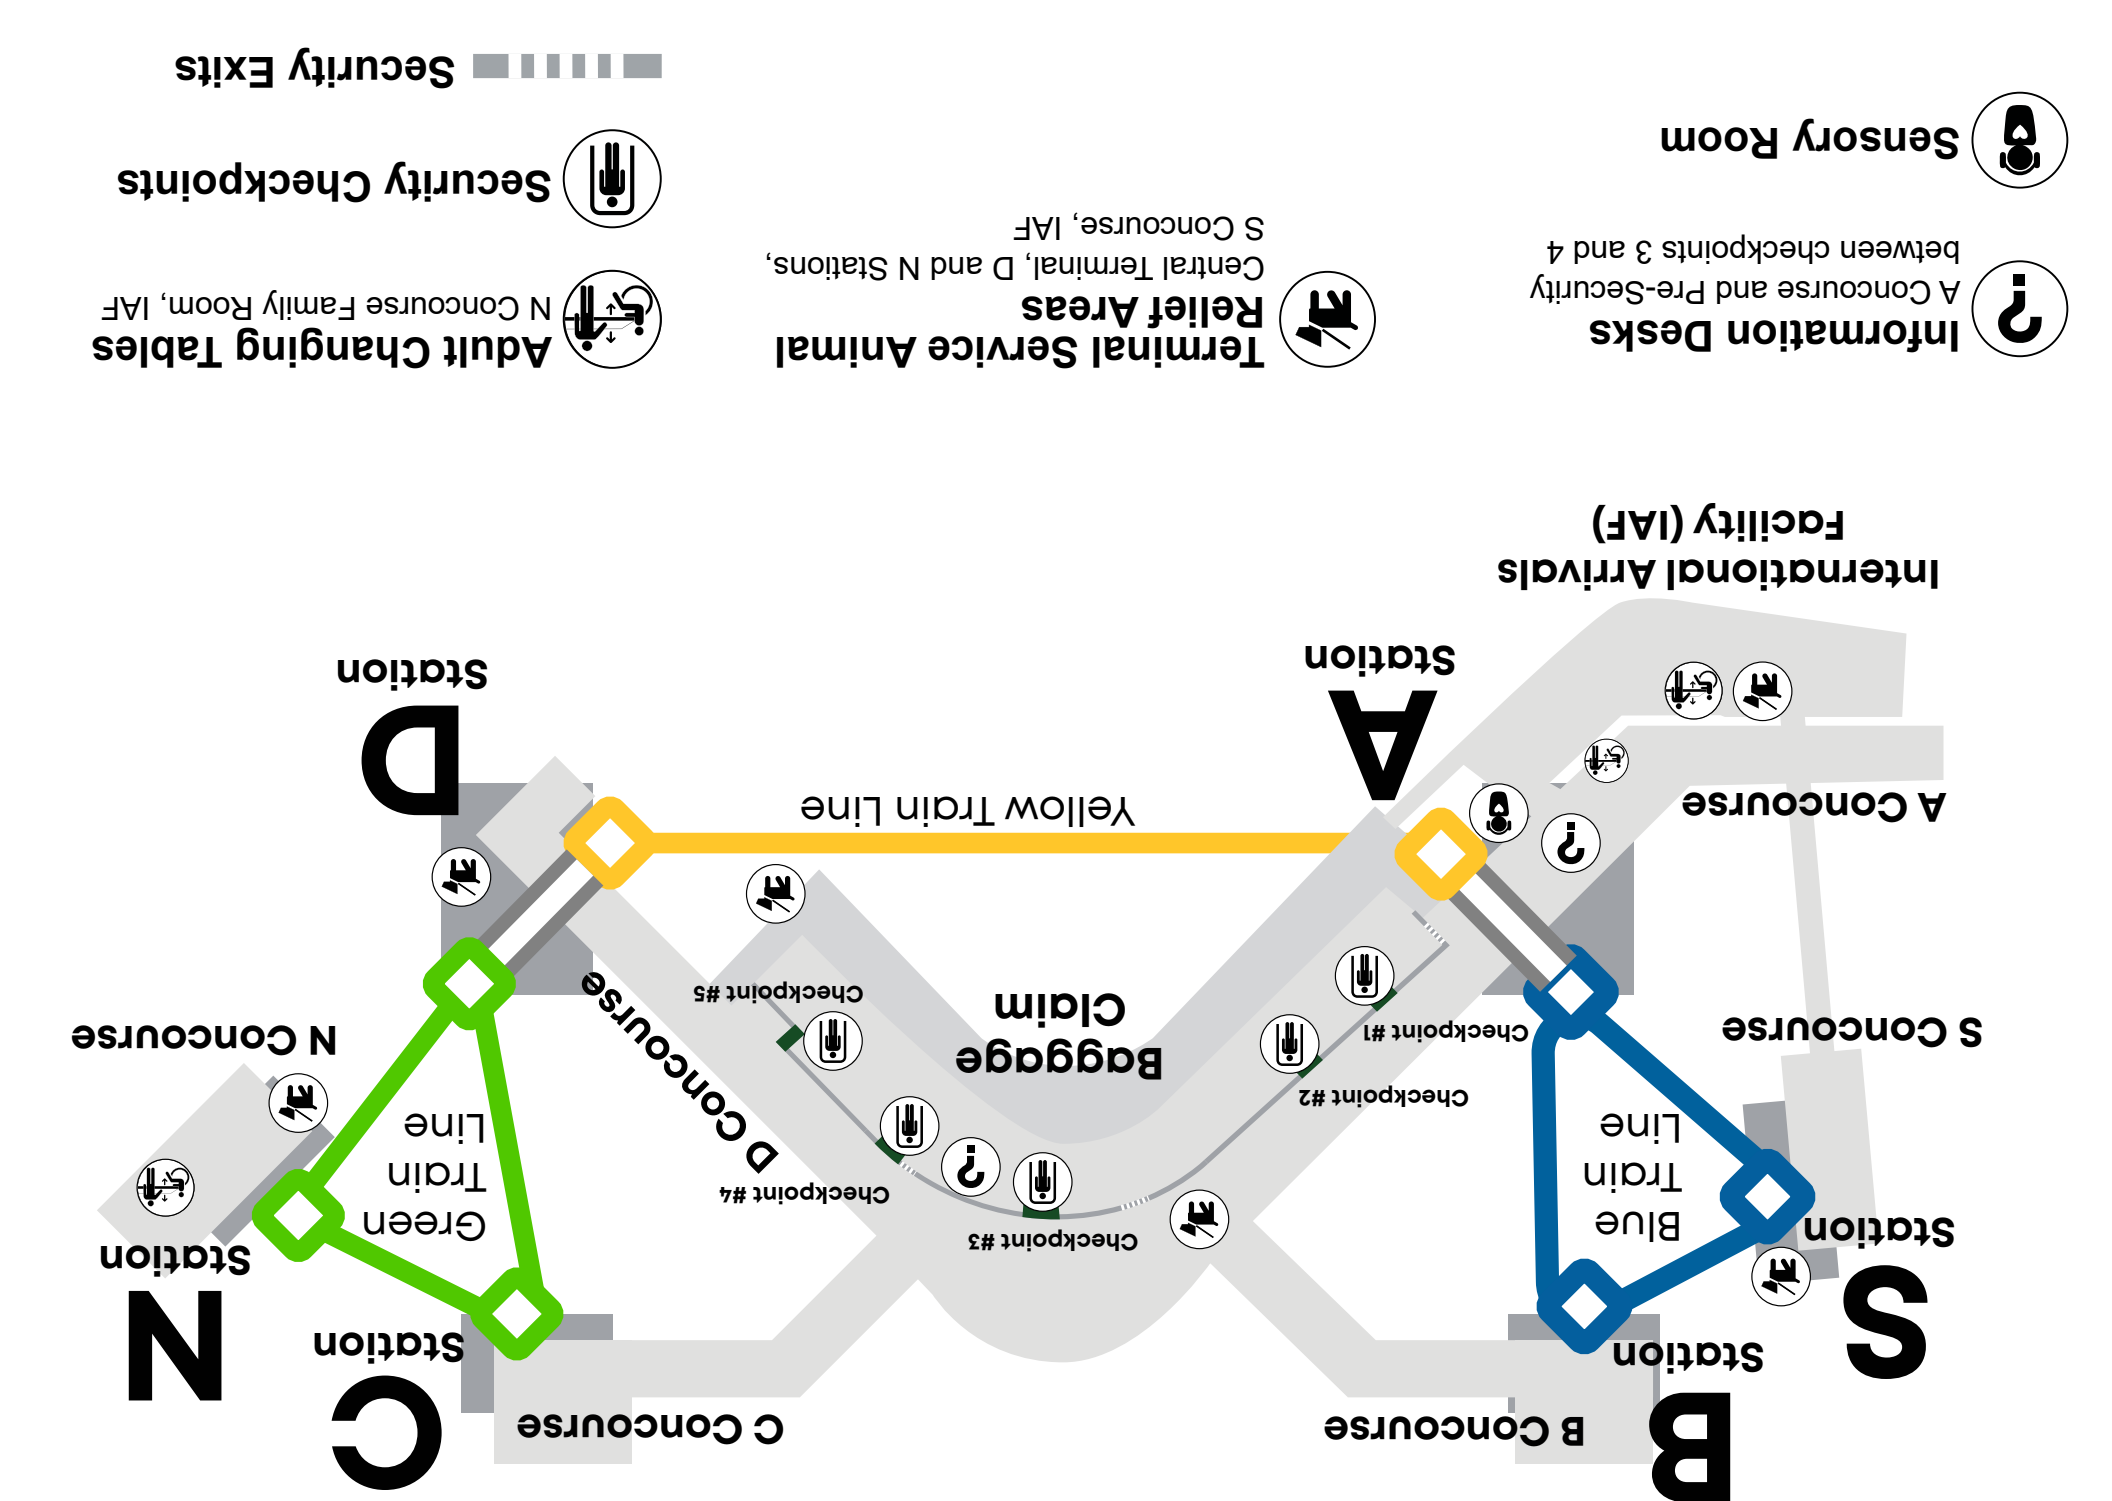 B
Station
B Concourse
C Concourse
C
Station
S
Station
N
Station
Blue
Train
Line
Green
Train
Line
Checkpoint #3
Checkpoint #4
Checkpoint #2
Checkpoint #1
Checkpoint #5
S Concourse
Baggage
Claim
D Concourse
N Concourse
A Concourse
Yellow Train Line
A
Station
D
Station
International Arrivals
Facility (IAF)
Information Desks
A Concourse and Pre-Security
between checkpoints 3 and 4
Sensory Room
Terminal Service Animal
Relief Areas
Central Terminal, D and N Stations,
S Concourse, IAF
Adult Changing Tables
N Concourse Family Room, IAF
Security Checkpoints
Security Exits